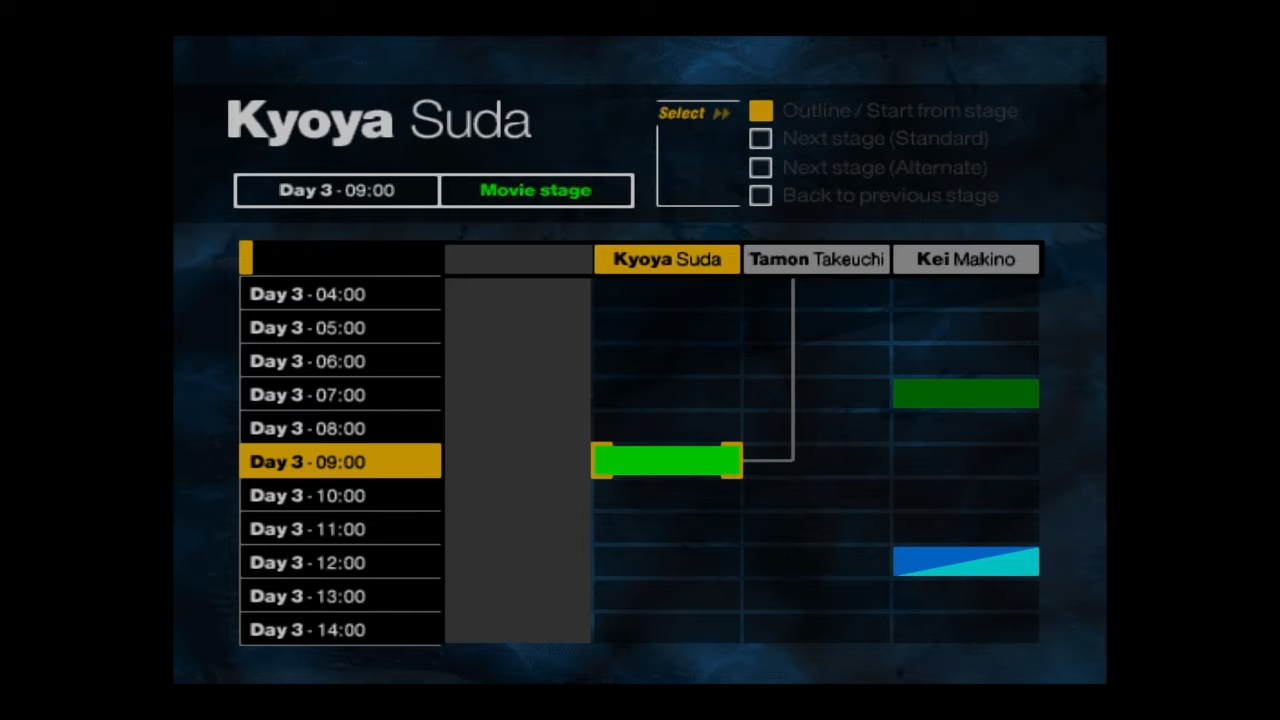 Kyoya Suda
Day 3 - 09:00 Movie stage
Select
Outline / Start from stage
Next stage (Standard)
Next stage (Alternate)
Back to previous stage
Kyoya Suda Tamon Takeuchi Kei Makino
Day 3 - 04:00
Day 3 - 05:00
Day 3 - 06:00
Day 3 - 07:00
Day 3 - 08:00
Day 3 - 09:00
Day 3 - 10:00
Day 3 - 11:00
Day 3 - 12:00
Day 3 - 13:00
Day 3 - 14:00